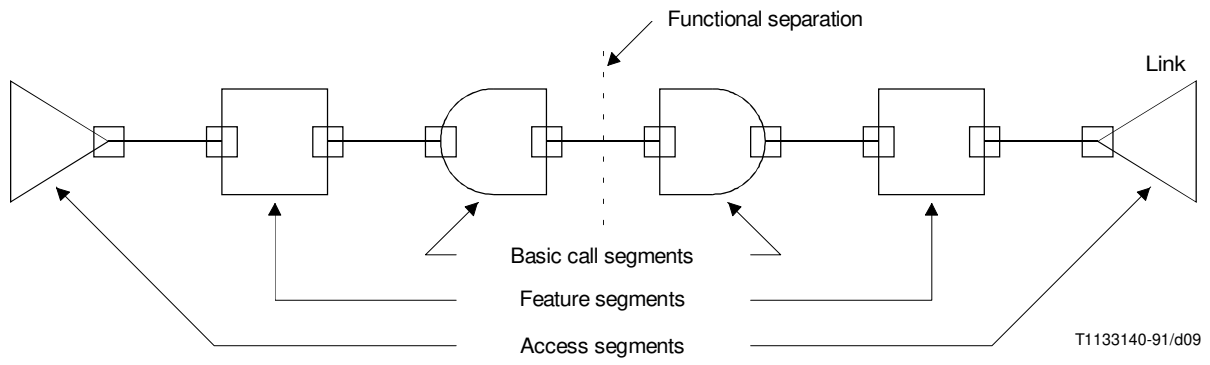 Functional separation
Link
Basic call segments
Feature segments
Access segments
T1133140-91/d09